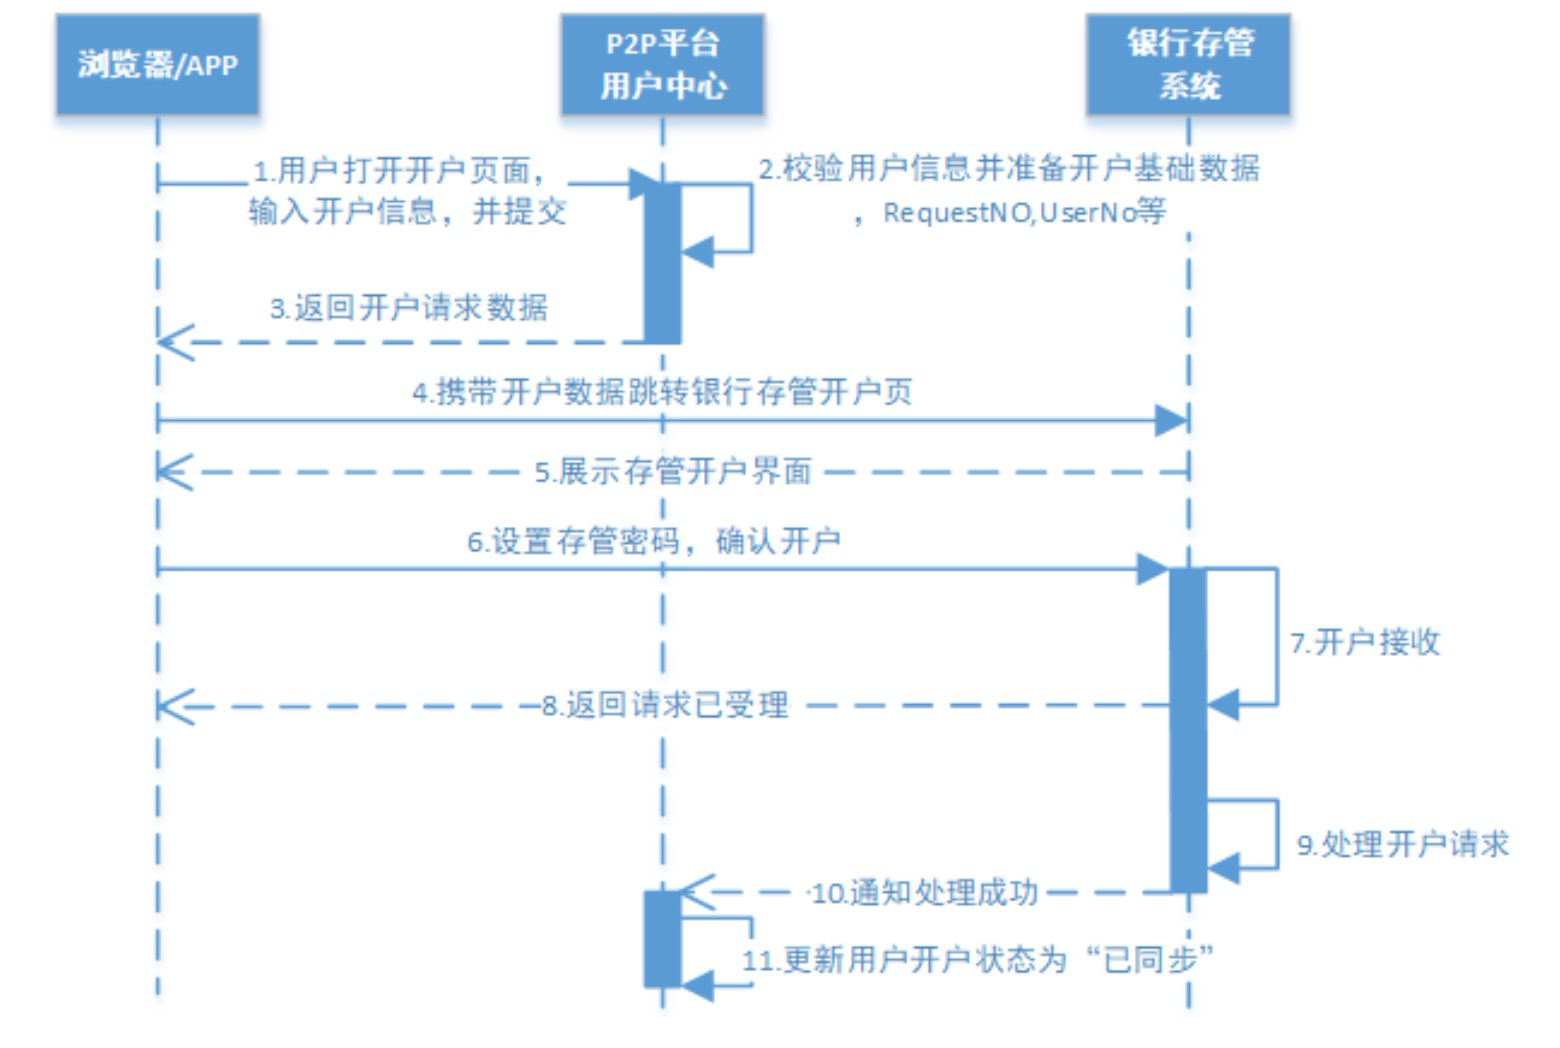 浏览器/APP
P2P平台
用户中心
银行存管
系统
1.用户打开开户页面，
输入开户信息，并提交
2.校验用户信息并准备开户基础数据
，RequestNO,UserNo等
3.返回开户请求数据
4.携带开户数据跳转银行存管开户页
5.展示存管开户界面
6.设置存管密码，确认开户
7.开户接收
8.返回请求已受理
9.处理开户请求
10.通知处理成功
11.更新用户开户状态为“已同步”